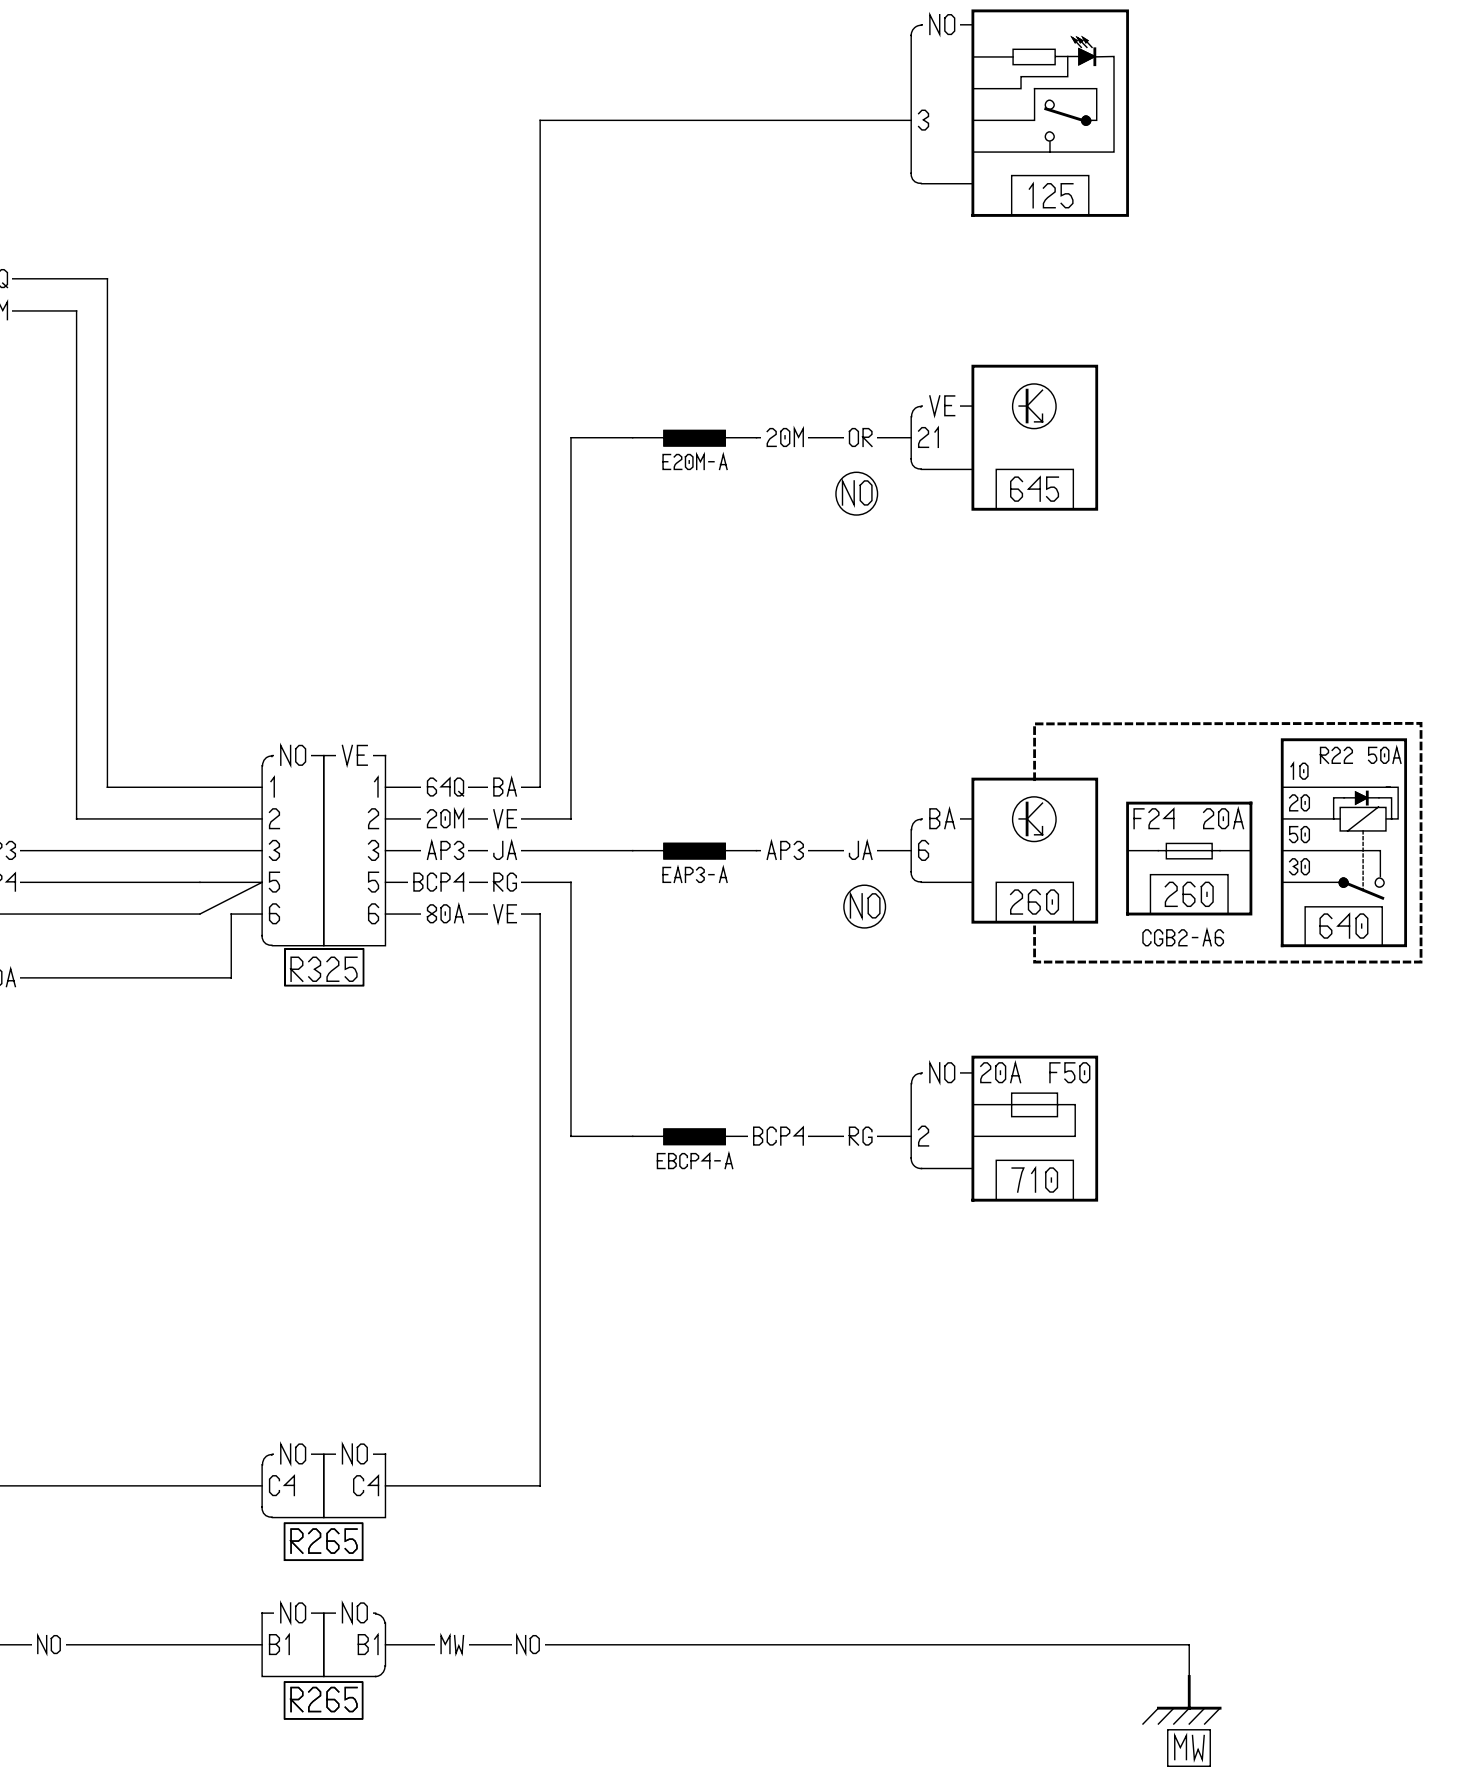 NO
3
125
Q
M
VE
20M OR 21
E20M-A
NO
645
NO VE
1 1 64Q BA
2 2 20M VE
P3 3 3 AP3 JA
P4 5 5 BCP4 RG
6 6 80A VE
0A
R325
EAP3-A
AP3 JA
BA
6
NO
260
F24 20A
260
CGB2-A6
R22 50A
10
20
50
30
640
NO 20A F50
EBCP4-A
BCP4 RG 2
710
NO NO
C4 C4
R265
NO NO
NO B1 B1 MW NO
R265
MW